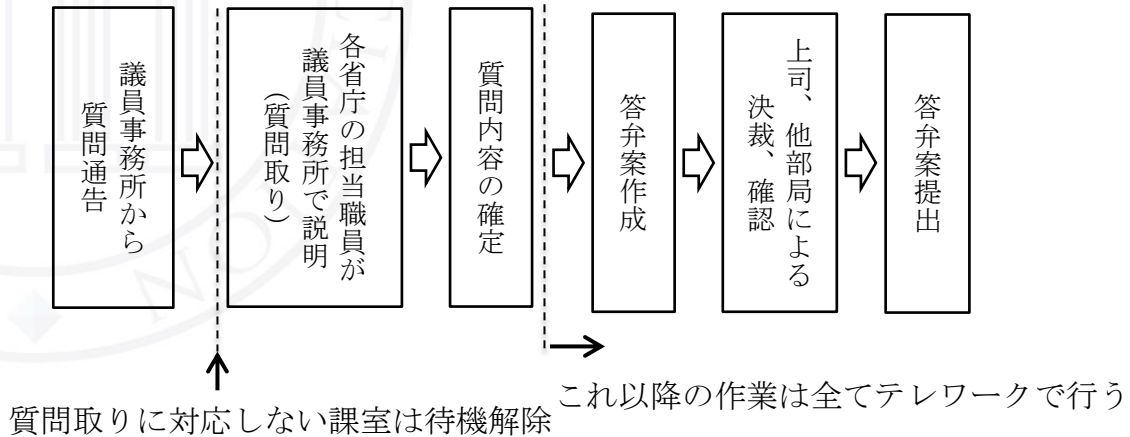 議員事務所から
質問通告
各省庁の担当職員が
議員事務所で説明
（質問取り）
質問内容の確定
答弁案作成
上司、他部局による
決裁、確認
答弁案提出
質問取りに対応しない課室は待機解除
これ以降の作業は全てテレワークで行う